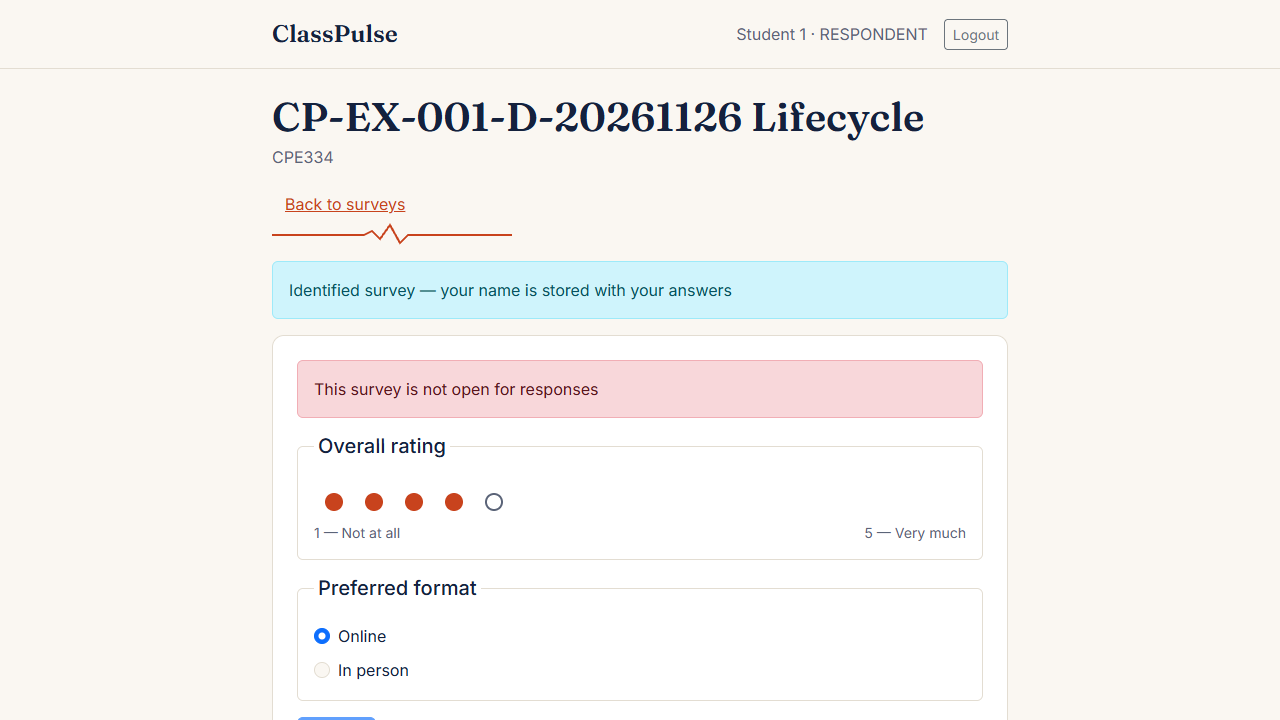 ClassPulse
Student 1 · RESPONDENT
Logout
CP-EX-001-D-20261126 Lifecycle
CPE334
Back to surveys
Identified survey — your name is stored with your answers
This survey is not open for responses
Overall rating
1 — Not at all
5 — Very much
Preferred format
Online
In person